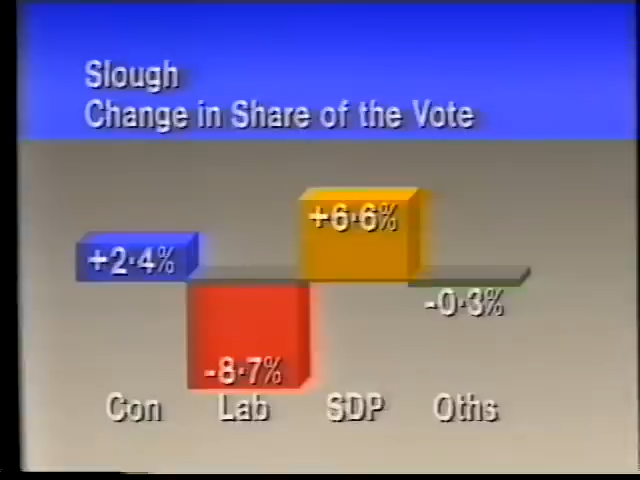 Slough
Change in Share of the Vote
+2·4%
-8·7%
+6·6%
-0·3%
Con Lab SDP Oths